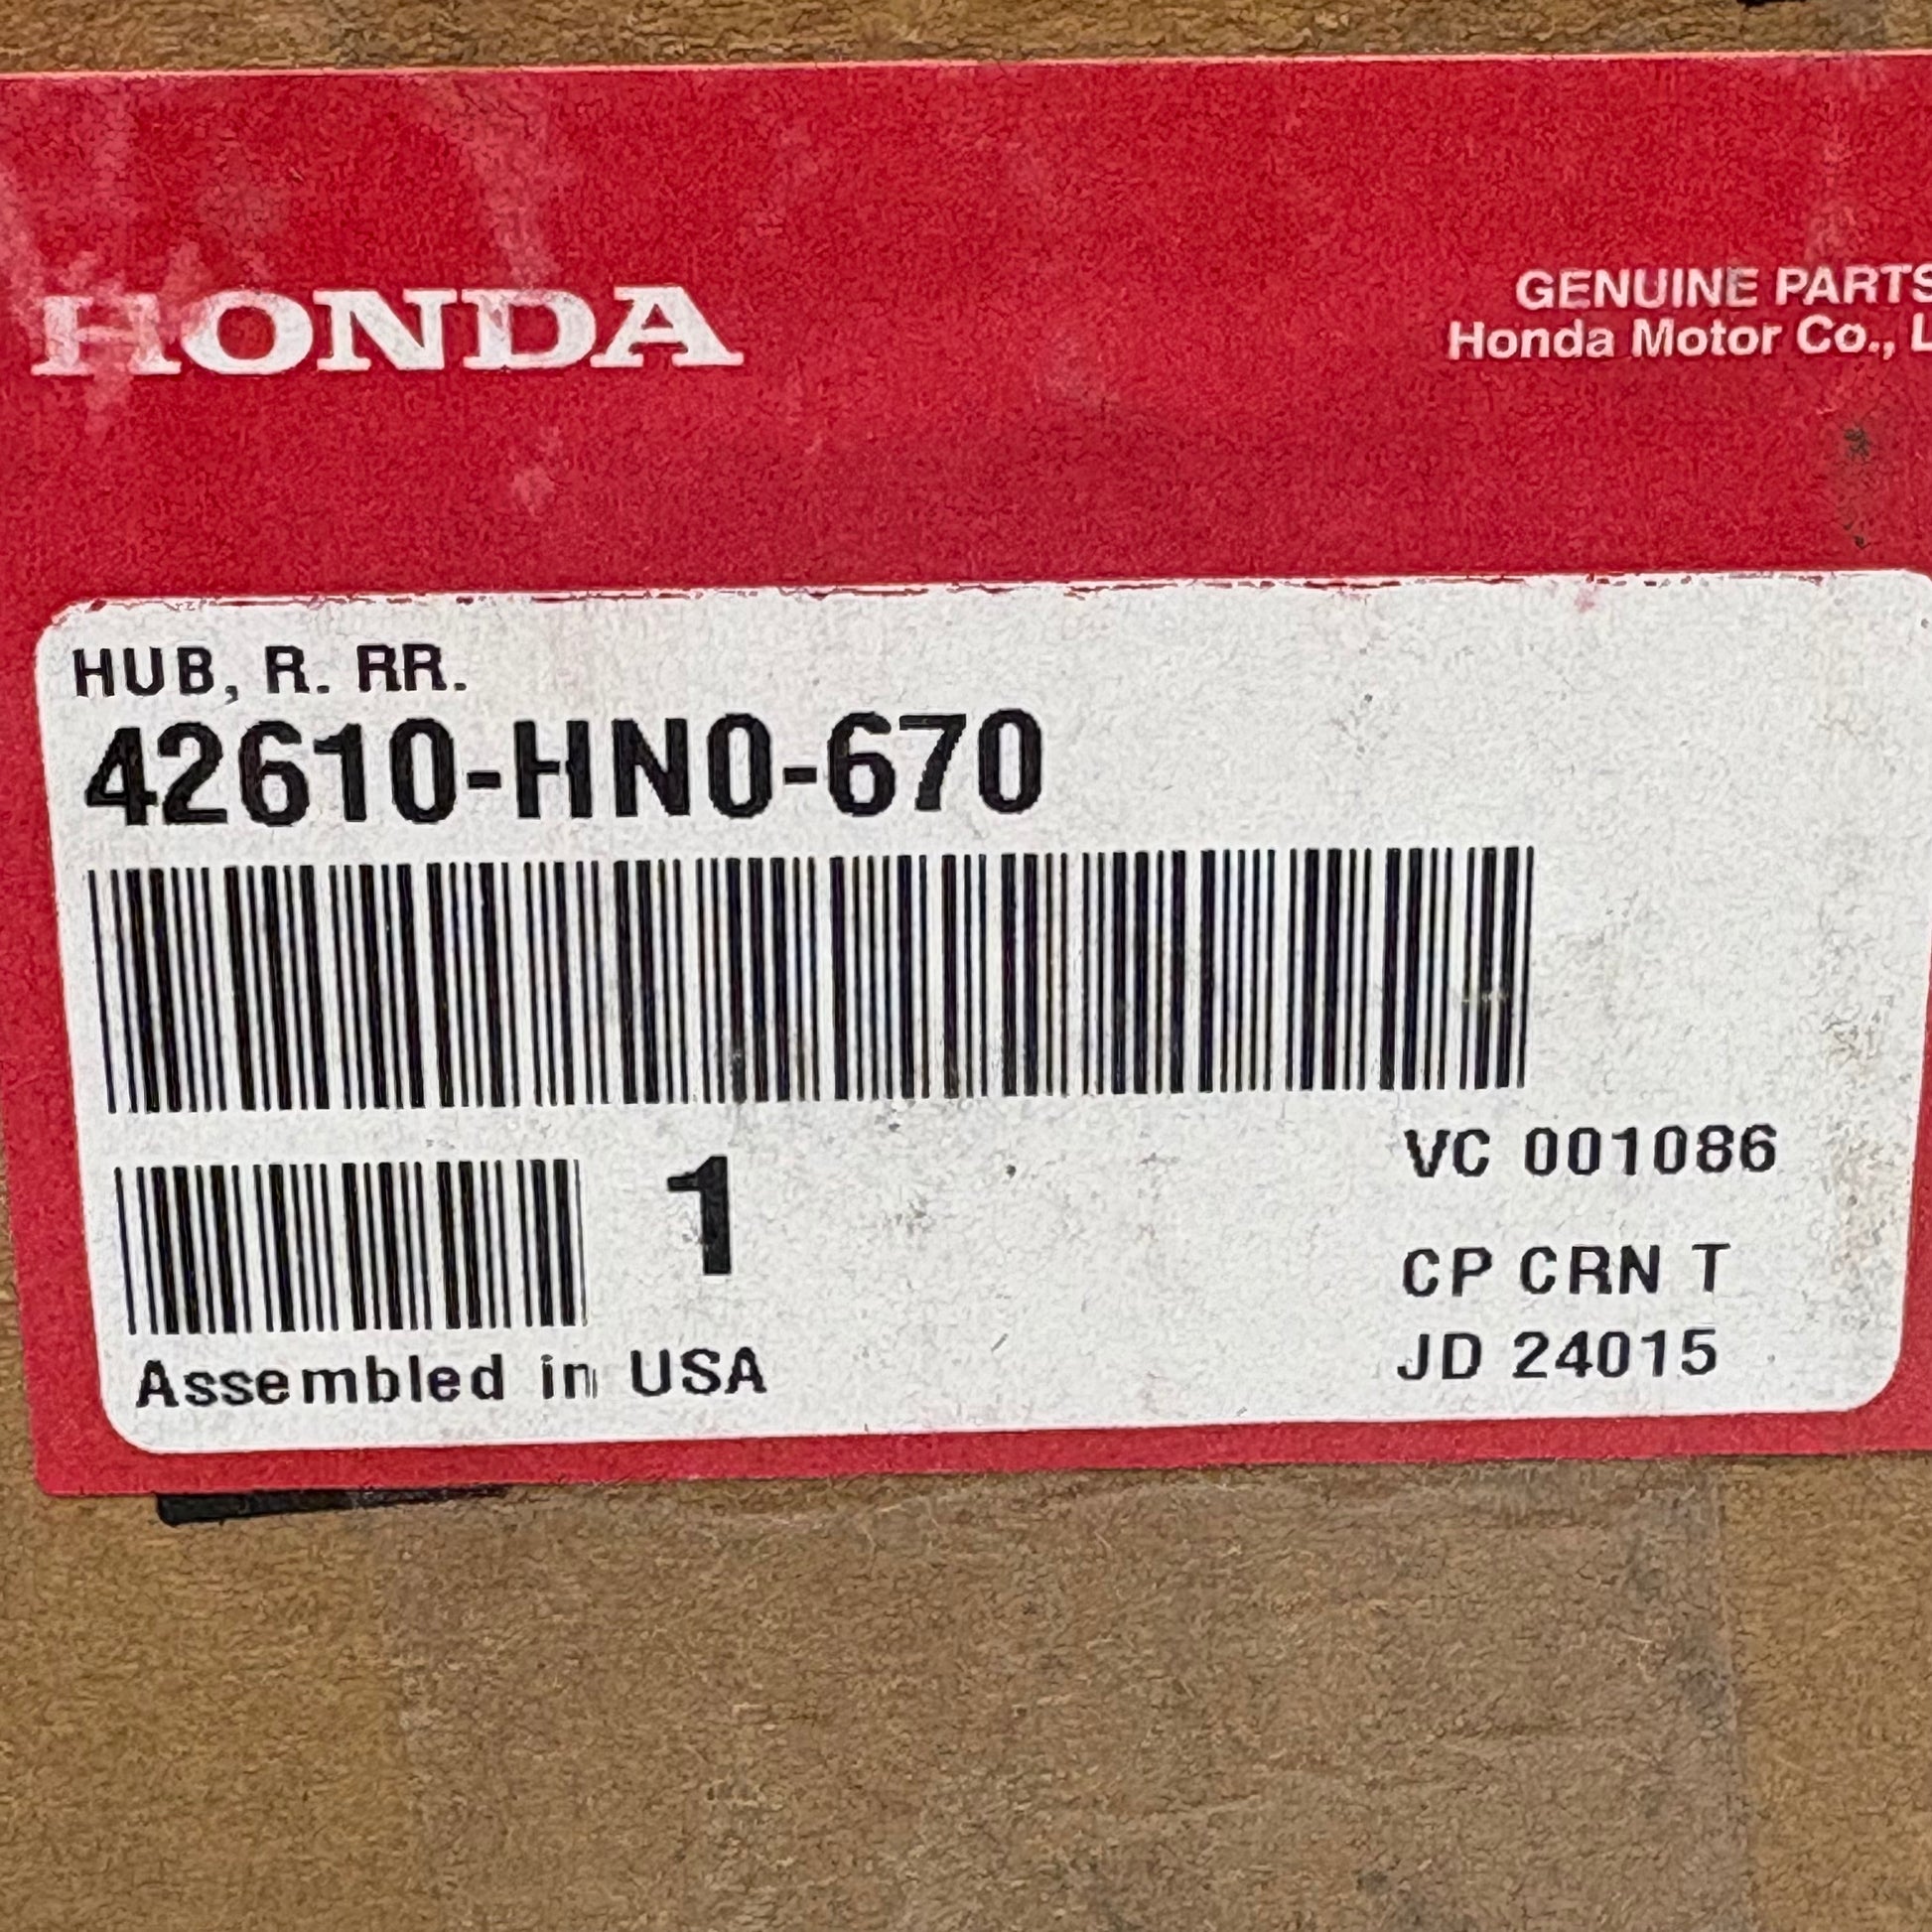 HONDA
GENUINE PARTS
Honda Motor Co., L
HUB, R. RR.
42610-HN0-670
1
VC 001086
CP CRN T
JD 24015
Assembled in USA